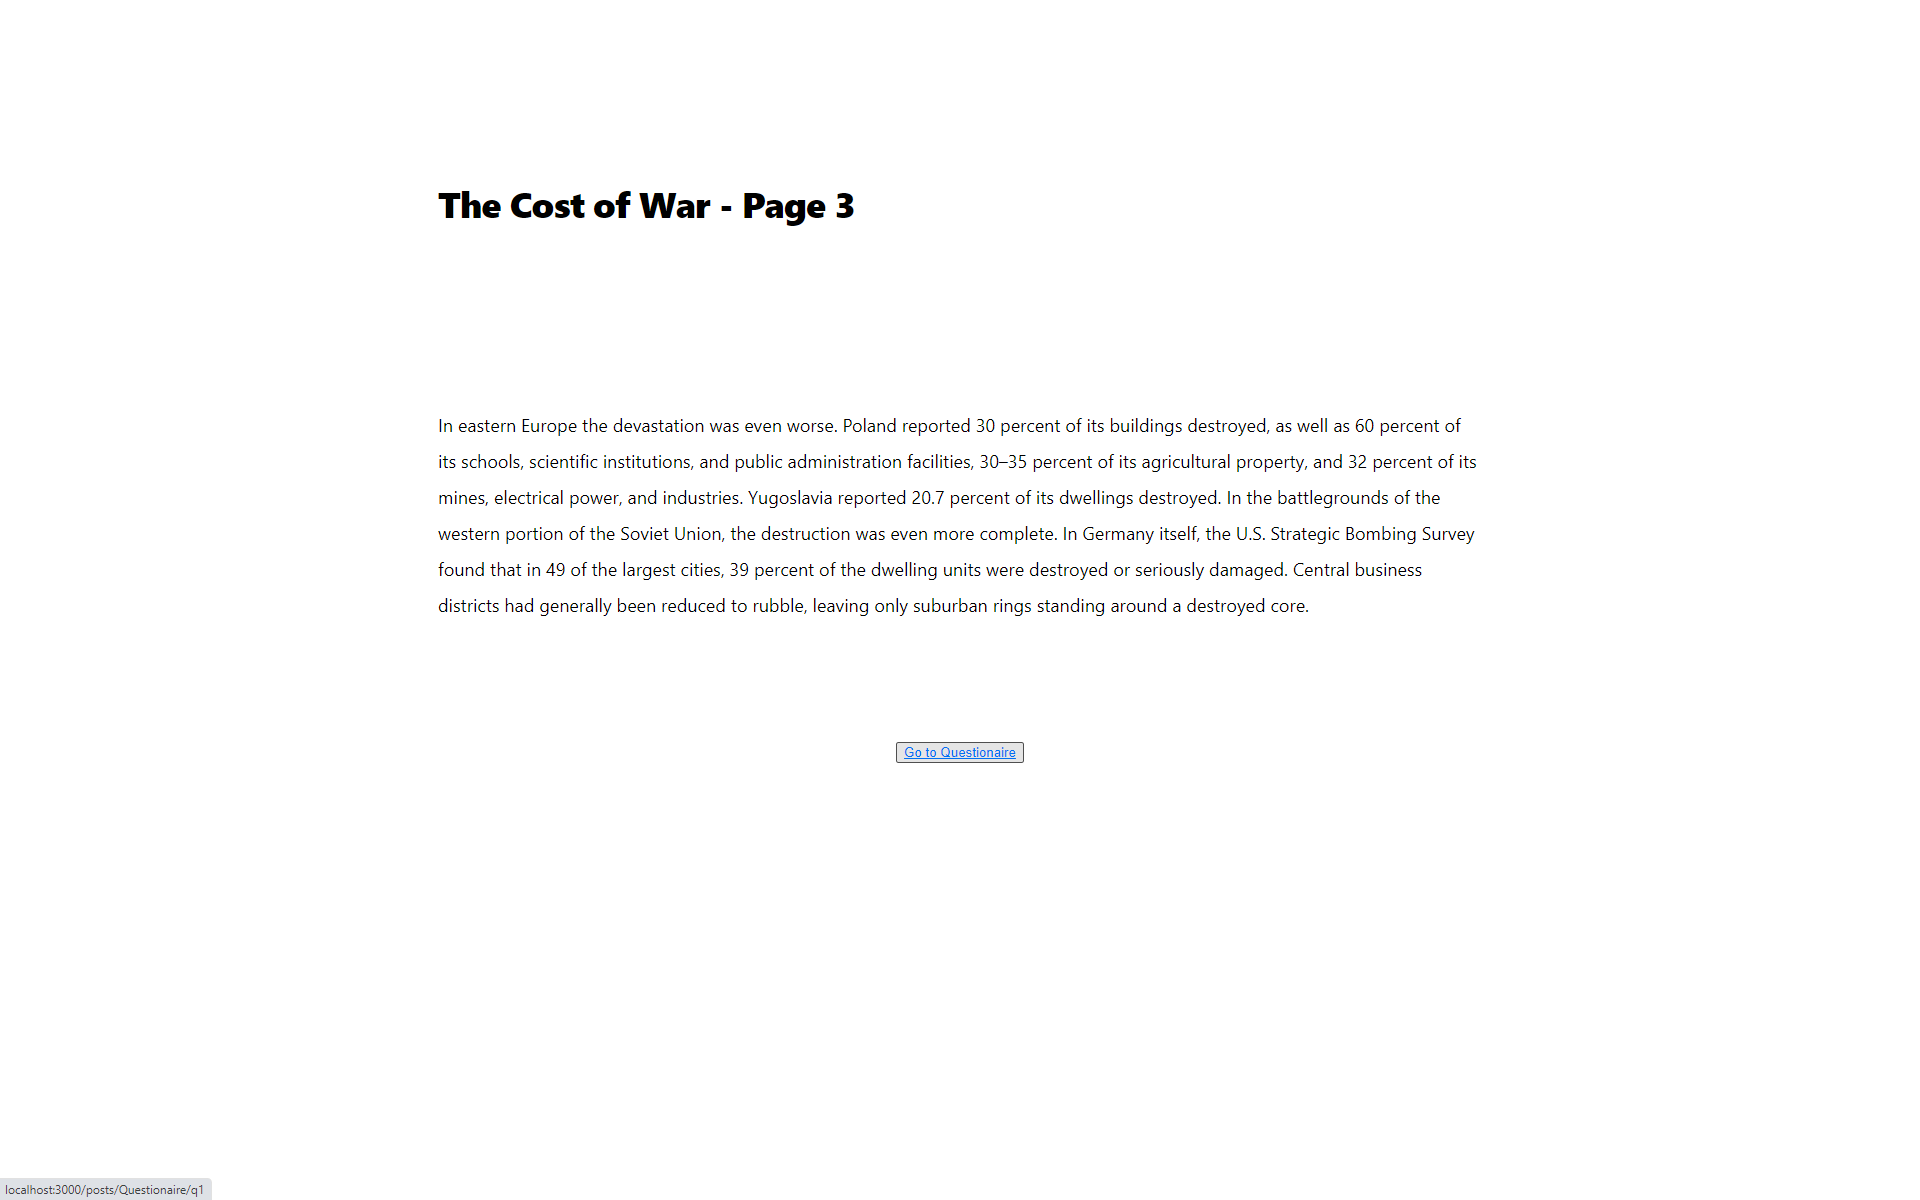 The Cost of War - Page 3
In eastern Europe the devastation was even worse. Poland reported 30 percent of its buildings destroyed, as well as 60 percent of
its schools, scientific institutions, and public administration facilities, 30–35 percent of its agricultural property, and 32 percent of its
mines, electrical power, and industries. Yugoslavia reported 20.7 percent of its dwellings destroyed. In the battlegrounds of the
western portion of the Soviet Union, the destruction was even more complete. In Germany itself, the U.S. Strategic Bombing Survey
found that in 49 of the largest cities, 39 percent of the dwelling units were destroyed or seriously damaged. Central business
districts had generally been reduced to rubble, leaving only suburban rings standing around a destroyed core.
Go to Questionaire
localhost:3000/posts/Questionaire/q1